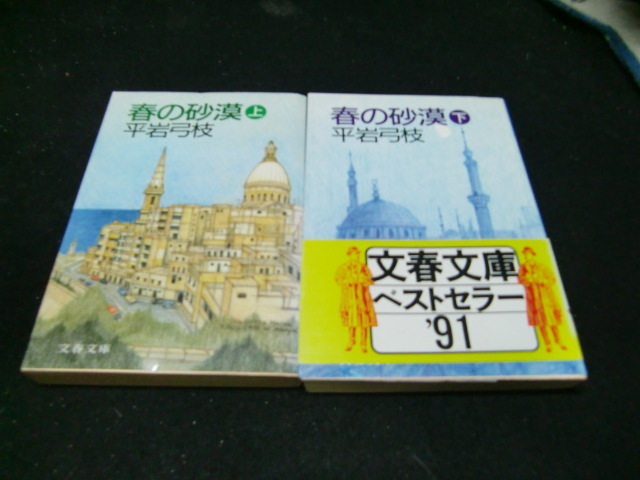 春の砂漠 上
平岩弓枝
文春文庫
春の砂漠 下
平岩弓枝
文春文庫
ベストセラー
'91